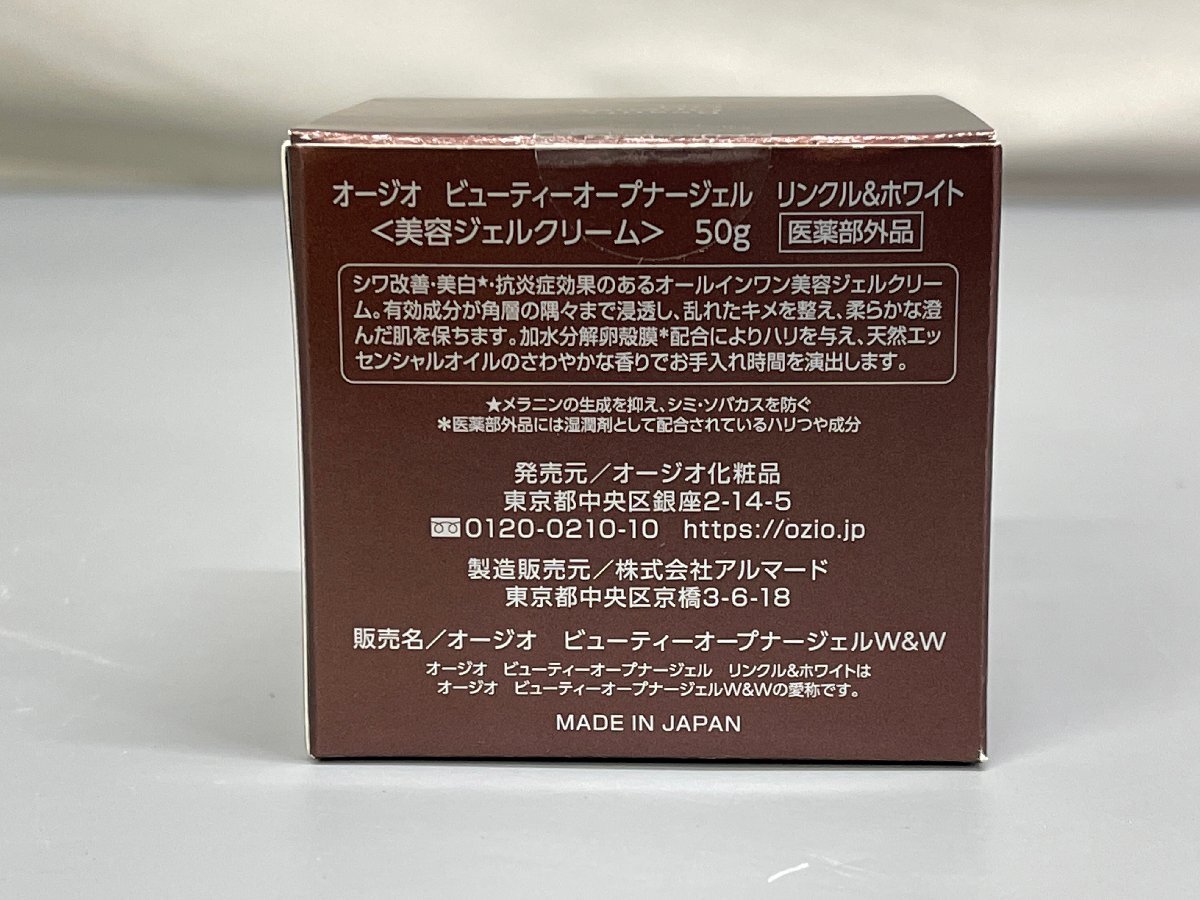 オージオ ビューティーオープナージェル リンクル&ホワイト
<美容ジェルクリーム> 50g 医薬部外品
シワ改善・美白★・抗炎症効果のあるオールインワン美容ジェルクリー
ム。有効成分が角層の隅々まで浸透し、乱れたキメを整え、柔らかな澄
んだ肌を保ちます。加水分解卵殻膜*配合によりハリを与え、天然エッ
センシャルオイルのさわやかな香りでお手入れ時間を演出します。
★メラニンの生成を抑え、シミ・ソバカスを防ぐ
*医薬部外品には湿潤剤として配合されているハリつや成分
発売元/オージオ化粧品
東京都中央区銀座2-14-5
0120-0210-10 https://ozio.jp
製造販売元/株式会社アルマード
東京都中央区京橋3-6-18
販売名/オージオ ビューティーオープナージェルW&W
オージオ ビューティーオープナージェル リンクル&ホワイトは
オージオ ビューティーオープナージェルW&Wの愛称です。
MADE IN JAPAN